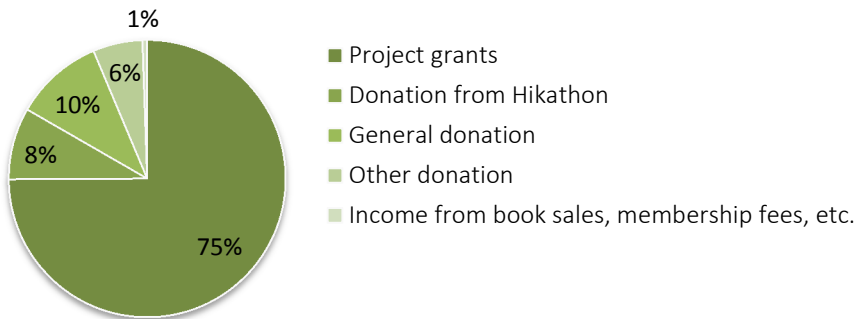 1%
6%
10%
8%
75%
Project grants
Donation from Hikathon
General donation
Other donation
Income from book sales, membership fees, etc.